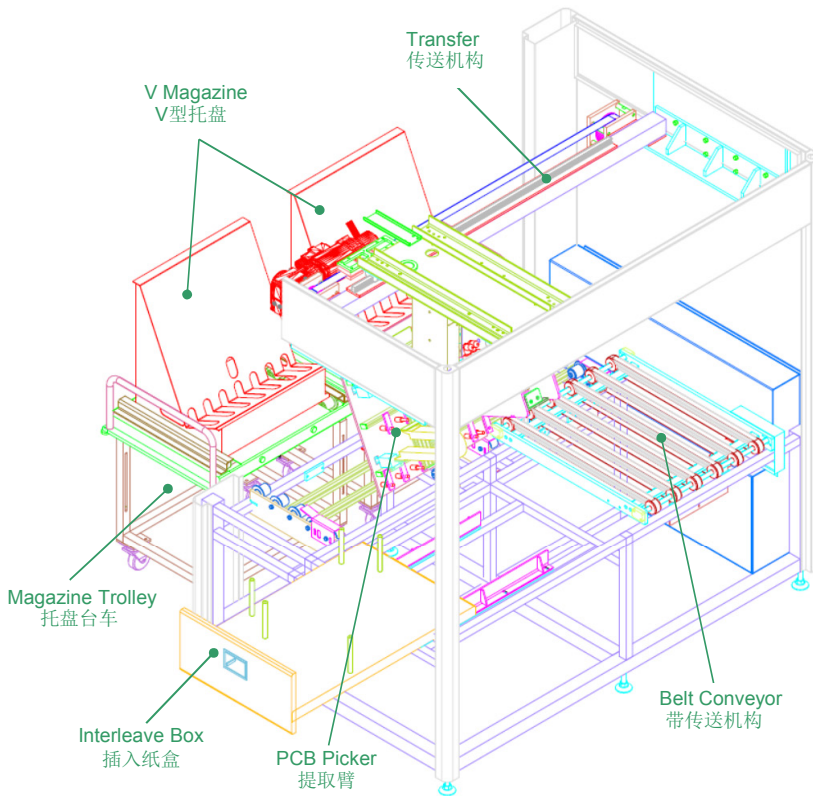 Transfer
传送机构
V Magazine
V型托盘
Magazine Trolley
托盘台车
Interleave Box
插入纸盒
PCB Picker
提取臂
Belt Conveyor
带传送机构